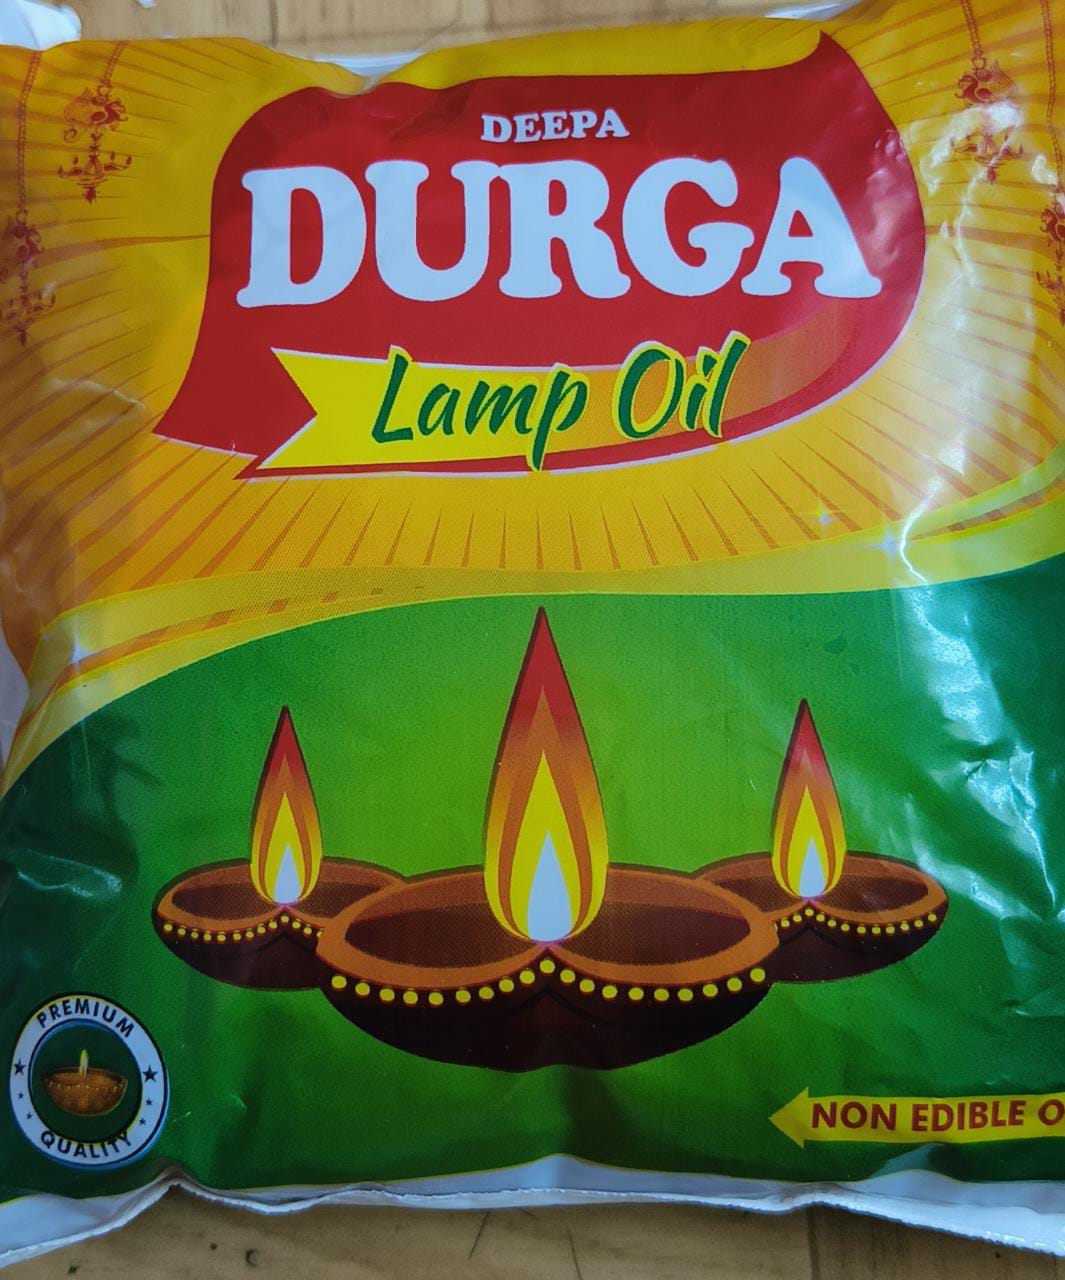 DEEPA
DURGA
Lamp Oil
PREMIUM
QUALITY
NON EDIBLE O